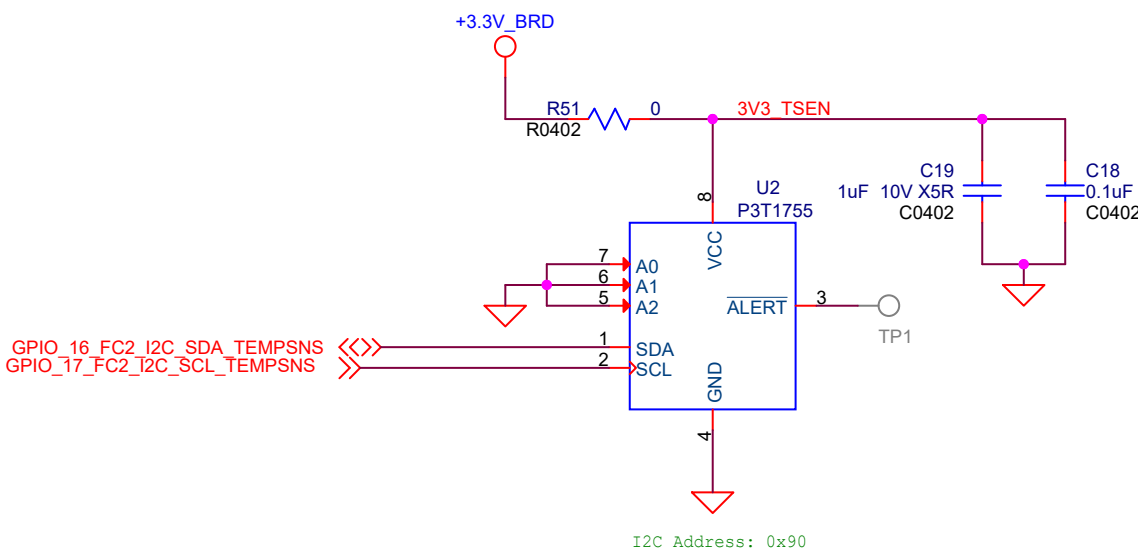 +3.3V_BRD
R51 0 3V3_TSEN
R0402
C19 C18
1uF 10V X5R 0.1uF
C0402 C0402
U2
P3T1755
8
VCC
7 A0
6 A1
5 A2
ALERT 3
TP1
GPIO_16_FC2_I2C_SDA_TEMPSNS 1 SDA
GPIO_17_FC2_I2C_SCL_TEMPSNS 2 SCL
GND
4
I2C Address: 0x90